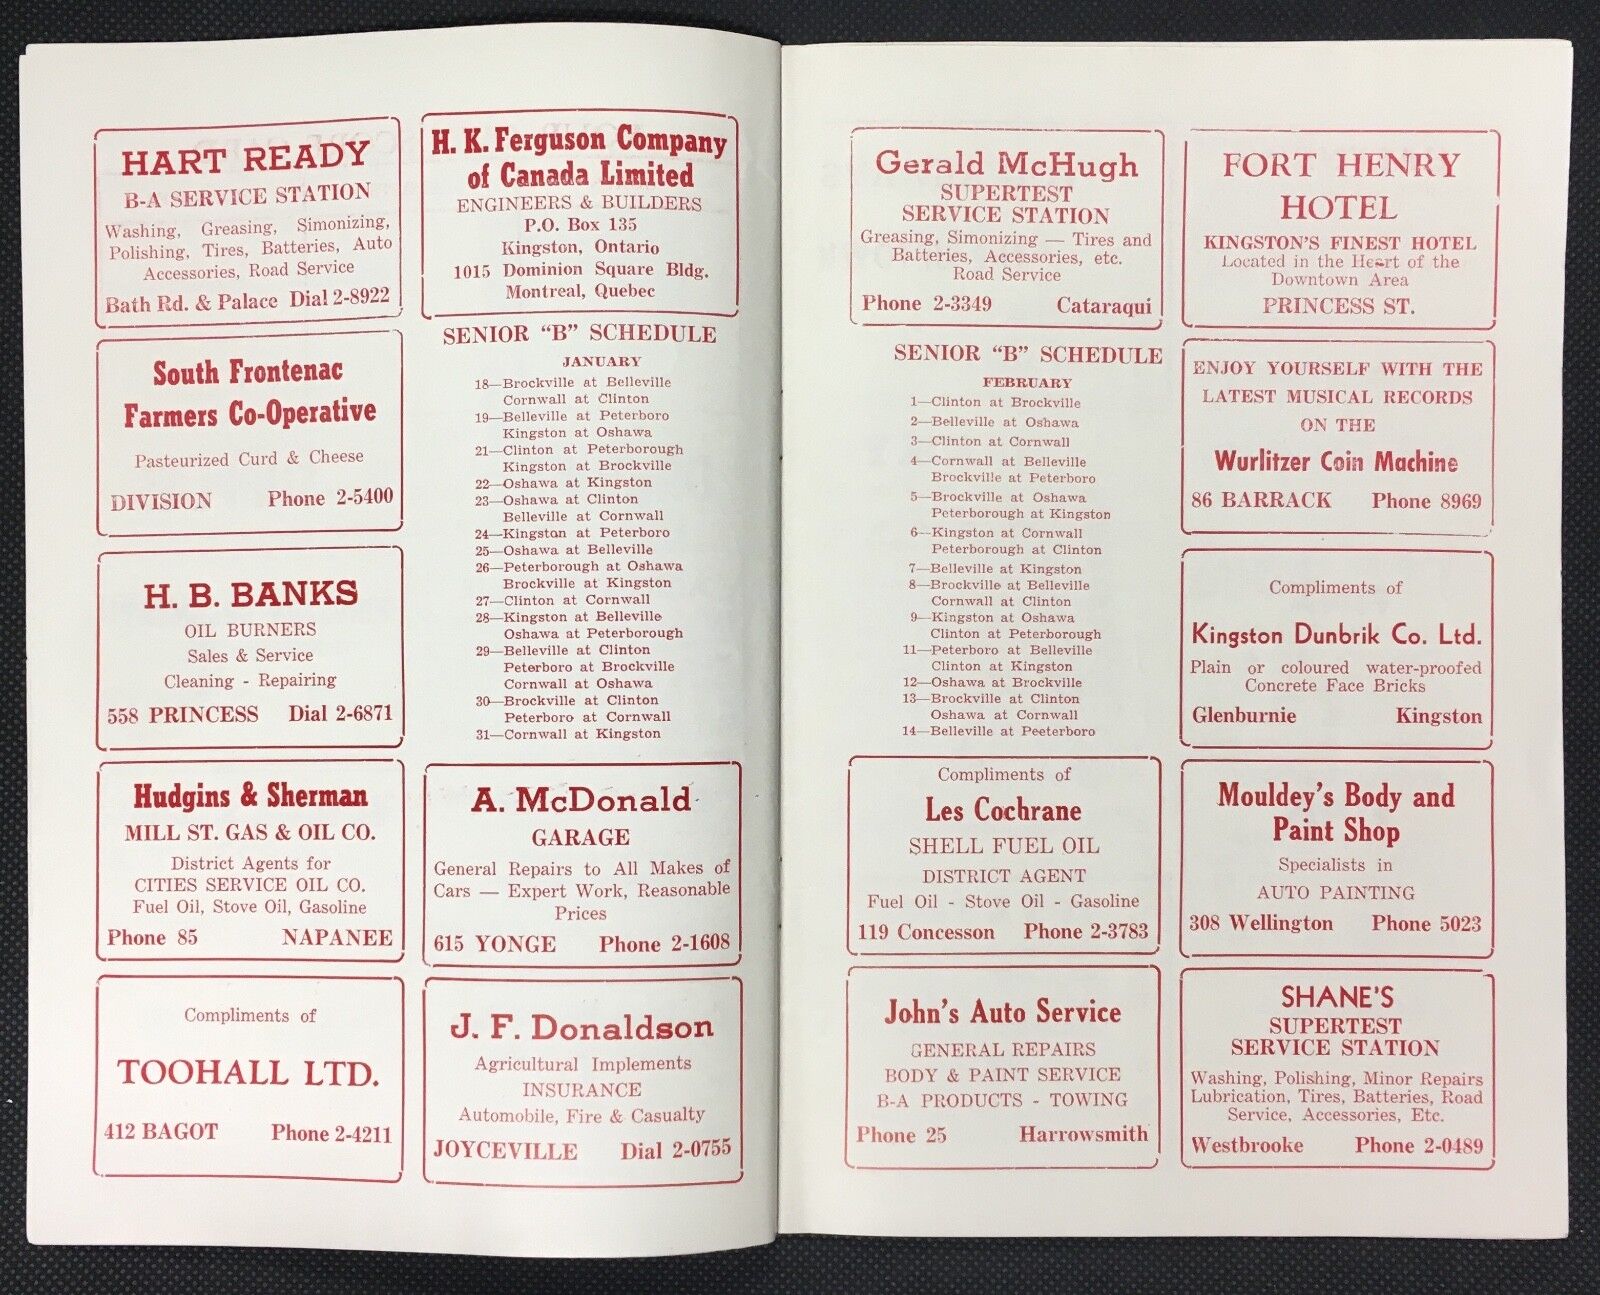 HART READY
B-A SERVICE STATION
Washing, Greasing, Simonizing,
Polishing, Tires, Batteries, Auto
Accessories, Road Service
Bath Rd. & Palace Dial 2-8922
South Frontenac
Farmers Co-Operative
Pasteurized Curd & Cheese
DIVISION Phone 2-5400
H. B. BANKS
OIL BURNERS
Sales & Service
Cleaning - Repairing
558 PRINCESS Dial 2-6871
Hudgins & Sherman
MILL ST. GAS & OIL CO.
District Agents for
CITIES SERVICE OIL CO.
Fuel Oil, Stove Oil, Gasoline
Phone 85 NAPANEE
Compliments of
TOOHALL LTD.
412 BAGOT Phone 2-4211
H. K. Ferguson Company
of Canada Limited
ENGINEERS & BUILDERS
P.O. Box 135
Kingston, Ontario
1015 Dominion Square Bldg.
Montreal, Quebec
SENIOR "B" SCHEDULE
JANUARY
18—Brockville at Belleville
Cornwall at Clinton
19—Belleville at Peterboro
Kingston at Oshawa
21—Clinton at Peterborough
Kingston at Brockville
22—Oshawa at Kingston
23—Oshawa at Clinton
Belleville at Cornwall
24—Kingston at Peterboro
25—Oshawa at Belleville
26—Peterborough at Oshawa
Brockville at Kingston
27—Clinton at Cornwall
28—Kingston at Belleville
Oshawa at Peterborough
29—Belleville at Clinton
Peterboro at Brockville
Cornwall at Oshawa
30—Brockville at Clinton
Peterboro at Cornwall
31—Cornwall at Kingston
A. McDonald
GARAGE
General Repairs to All Makes of
Cars — Expert Work, Reasonable
Prices
615 YONGE Phone 2-1608
J. F. Donaldson
Agricultural Implements
INSURANCE
Automobile, Fire & Casualty
JOYCEVILLE Dial 2-0755
Gerald McHugh
SUPERTEST
SERVICE STATION
Greasing, Simonizing — Tires and
Batteries, Accessories, etc.
Road Service
Phone 2-3349 Cataraqui
SENIOR "B" SCHEDULE
FEBRUARY
1—Clinton at Brockville
2—Belleville at Oshawa
3—Clinton at Cornwall
4—Cornwall at Belleville
Brockville at Peterboro
5—Brockville at Oshawa
Peterborough at Kingston
6—Kingston at Cornwall
Peterborough at Clinton
7—Belleville at Kingston
8—Brockville at Belleville
Cornwall at Clinton
9—Kingston at Oshawa
Clinton at Peterborough
11—Peterboro at Belleville
Clinton at Kingston
12—Oshawa at Brockville
13—Brockville at Clinton
Oshawa at Cornwall
14—Belleville at Peeterboro
Compliments of
Les Cochrane
SHELL FUEL OIL
DISTRICT AGENT
Fuel Oil - Stove Oil - Gasoline
119 Concesson Phone 2-3783
John's Auto Service
GENERAL REPAIRS
BODY & PAINT SERVICE
B-A PRODUCTS - TOWING
Phone 25 Harrowsmith
FORT HENRY
HOTEL
KINGSTON'S FINEST HOTEL
Located in the Heart of the
Downtown Area
PRINCESS ST.
ENJOY YOURSELF WITH THE
LATEST MUSICAL RECORDS
ON THE
Wurlitzer Coin Machine
86 BARRACK Phone 8969
Compliments of
Kingston Dunbrik Co. Ltd.
Plain or coloured water-proofed
Concrete Face Bricks
Glenburnie Kingston
Mouldey's Body and
Paint Shop
Specialists in
AUTO PAINTING
308 Wellington Phone 5023
SHANE'S
SUPERTEST
SERVICE STATION
Washing, Polishing, Minor Repairs
Lubrication, Tires, Batteries, Road
Service, Accessories, Etc.
Westbrooke Phone 2-0489